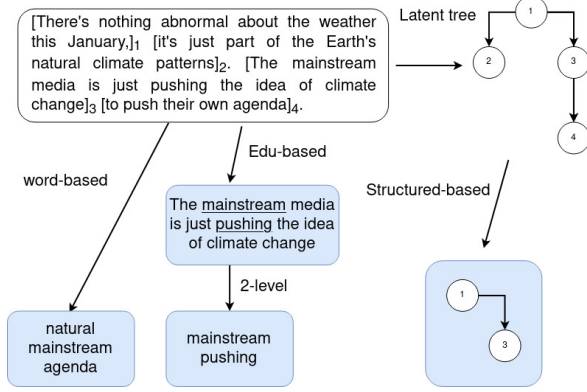 [There's nothing abnormal about the weather
this January,]1 [it's just part of the Earth's
natural climate patterns]2. [The mainstream
media is just pushing the idea of climate
change]3 [to push their own agenda]4.
Latent tree
1
2
3
4
word-based
Edu-based
Structured-based
The mainstream media
is just pushing the idea
of climate change
2-level
natural
mainstream
agenda
mainstream
pushing
1
3